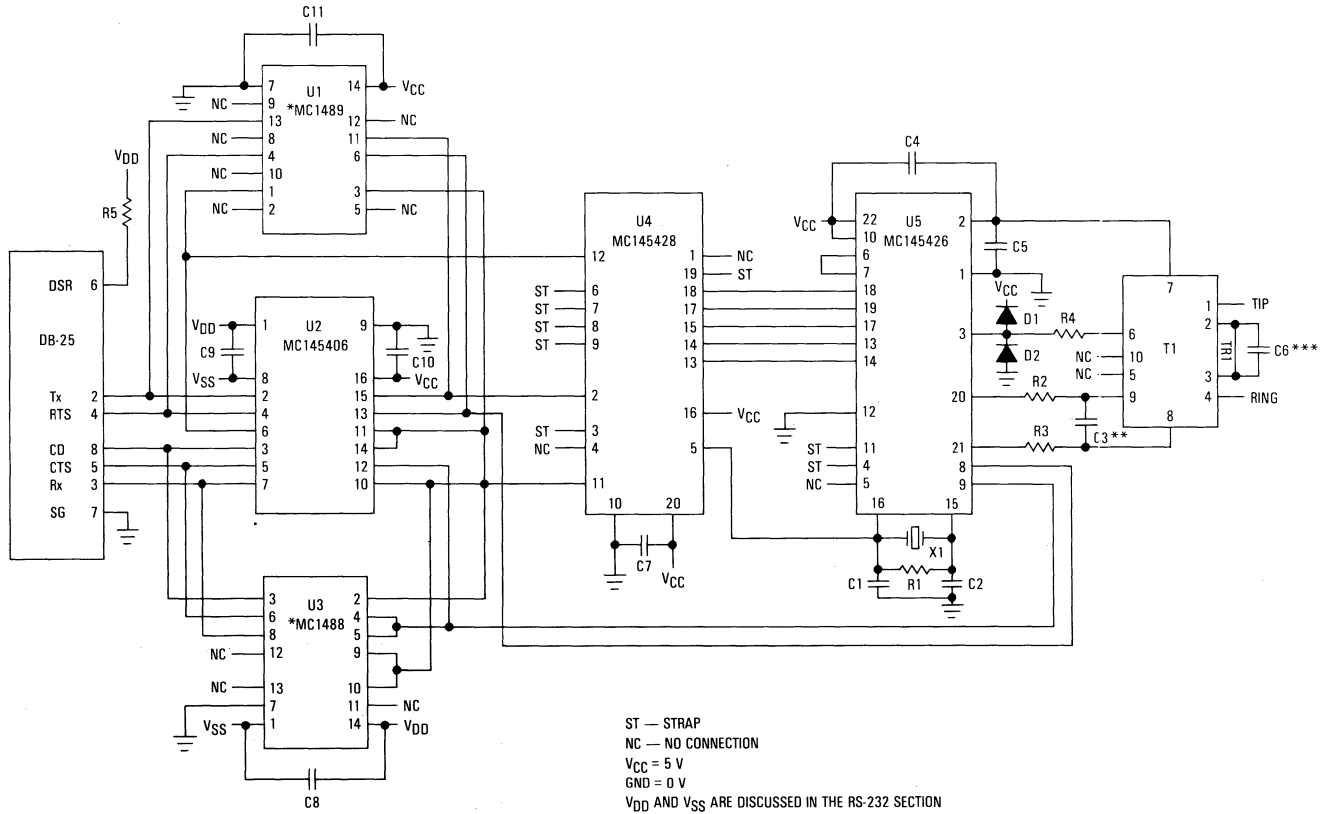 C11
U1
*MC1489
7
9
13
8
4
10
1
2
14
12
11
6
3
5
NC
NC
NC
NC
VCC
NC
NC
VDD
R5
DB-25
DSR 6
Tx 2
RTS 4
CD 8
CTS 5
Rx 3
SG 7
U2
MC145406
VDD
C9
VSS
1
8
2
4
6
3
5
7
9
16
15
13
11
14
12
10
C10
VCC
U3
*MC1488
3
6
8
12
13
7
1
2
4
5
9
10
11
14
NC
NC
VSS
NC
VDD
C8
U4
MC145428
12
6
7
8
9
2
3
4
11
ST
ST
ST
ST
ST
NC
1
19
18
17
15
14
13
16
5
NC
ST
VCC
10
20
C7
VCC
C4
U5
MC145426
VCC
22
10
6
7
18
19
17
13
14
12
11
4
5
ST
ST
NC
2
1
3
20
21
8
9
16
15
X1
C1
R1
C2
C5
VCC
D1
D2
R4
R2
R3
C3**
T1
7
6
10
5
9
8
NC
NC
1
2
3
4
TIP
TR1
C6***
RING
ST — STRAP
NC — NO CONNECTION
VCC = 5 V
GND = 0 V
VDD AND VSS ARE DISCUSSED IN THE RS-232 SECTION